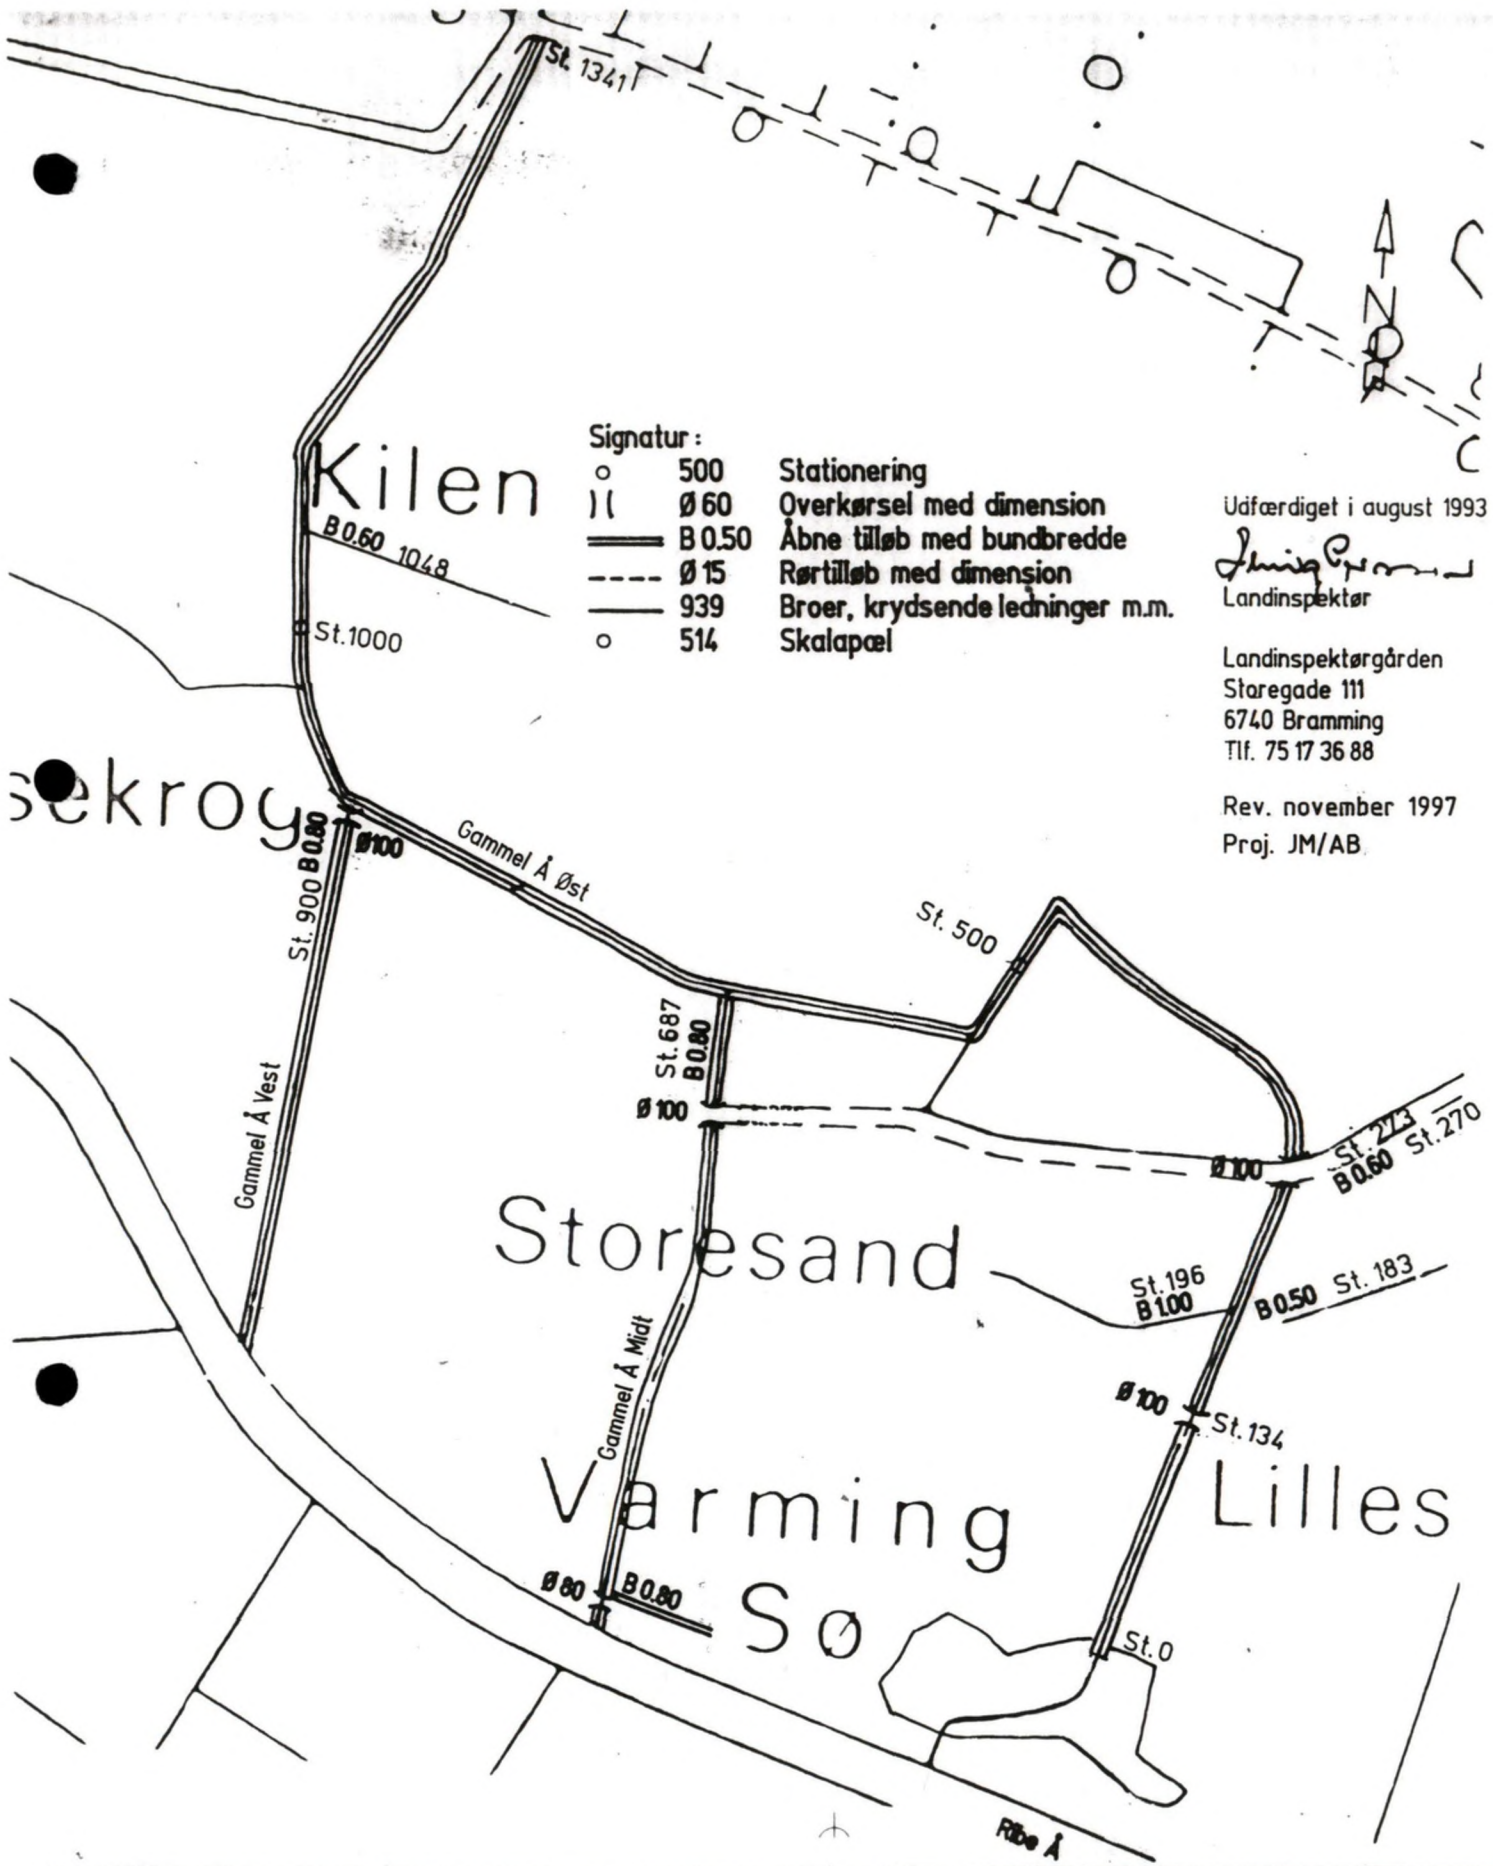 St. 1341
N
Kilen
Signatur:
500 Stationering
Ø 60 Overkørsel med dimension
B 0.50 Åbne tilløb med bundbredde
Ø 15 Rørtilløb med dimension
939 Broer, krydsende ledninger m.m.
514 Skalapæl
Udfærdiget i august 1993
Landinspektør
Landinspektørgården
Storegade 111
6740 Bramming
Tlf. 75 17 36 88
Rev. november 1997
Proj. JM/AB.
B 0.60 1048
St.1000
sekrog
St. 900 B 0.80
Ø100
Gammel Å Øst
St. 500
St. 687
B 0.80
Ø 100
Gammel Å Vest
Ø 100
St. 273
St. 270
B 0.60
Storesand
St.196
B 1.00
B 0.50 St. 183
Gammel Å Midt
Ø 100
St. 134
Varming
Sø
Lilles
Ø 80
B 0.80
St. 0
Ribe Å